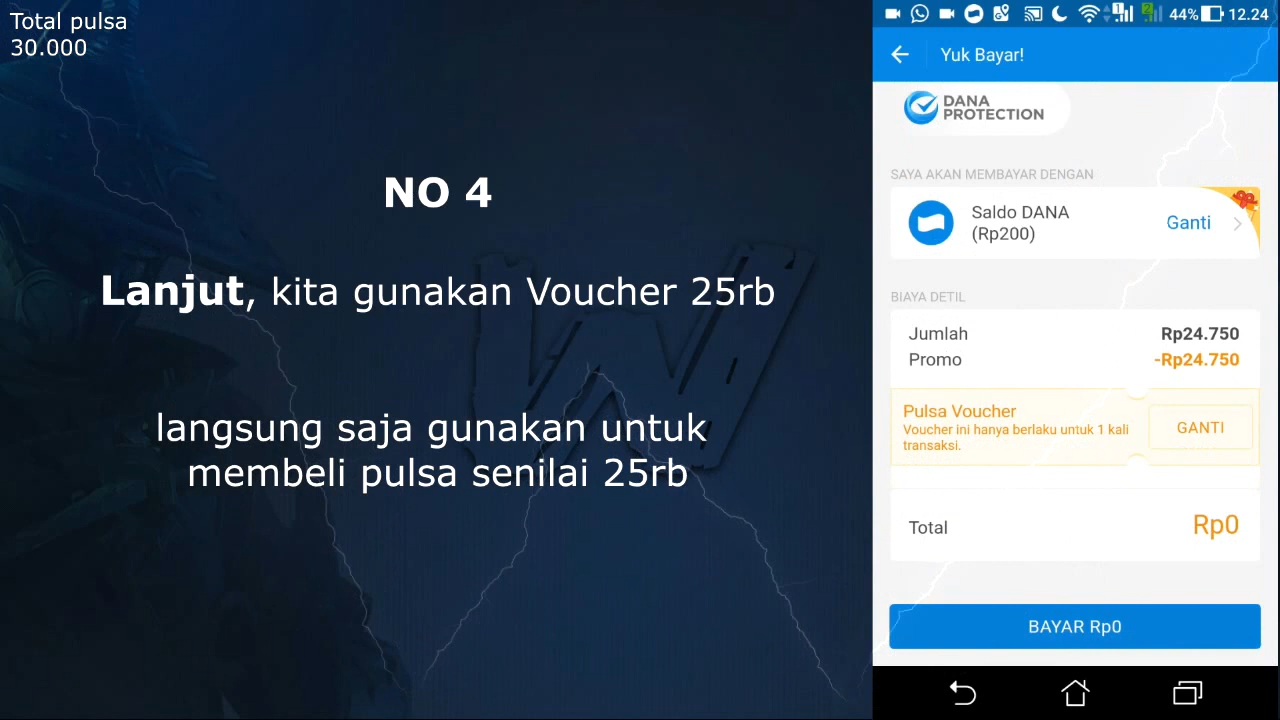 Total pulsa
30.000
NO 4
Lanjut, kita gunakan Voucher 25rb
langsung saja gunakan untuk
membeli pulsa senilai 25rb
1
2
44%
12.24
Yuk Bayar!
DANA
PROTECTION
SAYA AKAN MEMBAYAR DENGAN
Saldo DANA
(Rp200)
Ganti
BIAYA DETIL
Jumlah Rp24.750
Promo -Rp24.750
Pulsa Voucher
Voucher ini hanya berlaku untuk 1 kali
transaksi.
GANTI
Total Rp0
BAYAR Rp0